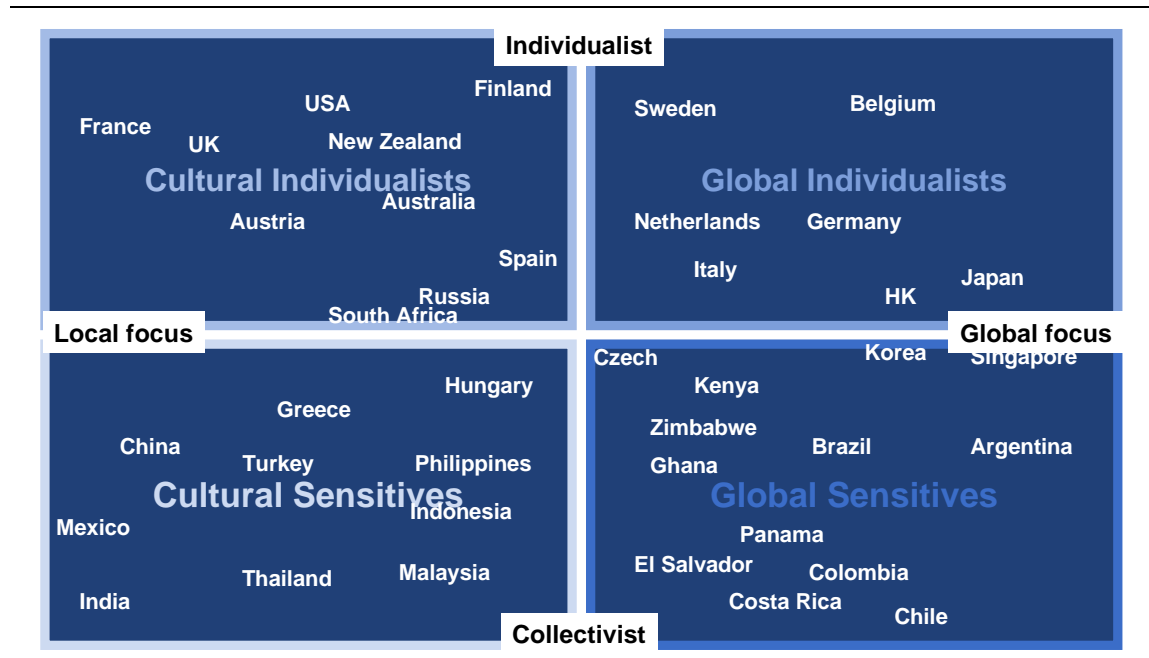 Individualist
Finland
USA
Sweden
Belgium
France
UK
New Zealand
Cultural Individualists
Global Individualists
Australia
Austria
Netherlands
Germany
Spain
Italy
Japan
Russia
HK
South Africa
Local focus
Global focus
Czech
Korea
Singapore
Hungary
Kenya
Greece
Zimbabwe
China
Brazil
Argentina
Turkey
Philippines
Ghana
Cultural Sensitives
Global Sensitives
Indonesia
Mexico
Panama
El Salvador
Thailand
Malaysia
Colombia
India
Costa Rica
Chile
Collectivist